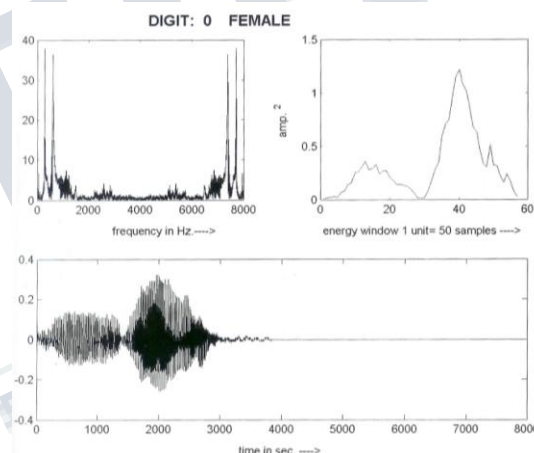 DIGIT: 0 FEMALE
40
30
20
10
0
0 2000 4000 6000 8000
frequency in Hz.---->
1.5
1
0.5
0
amp. 2
0 20 40 60
energy window 1 unit= 50 samples ---->
0.4
0.2
0
-0.2
-0.4
0 1000 2000 3000 4000 5000 6000 7000 8000
time in sec. ---->